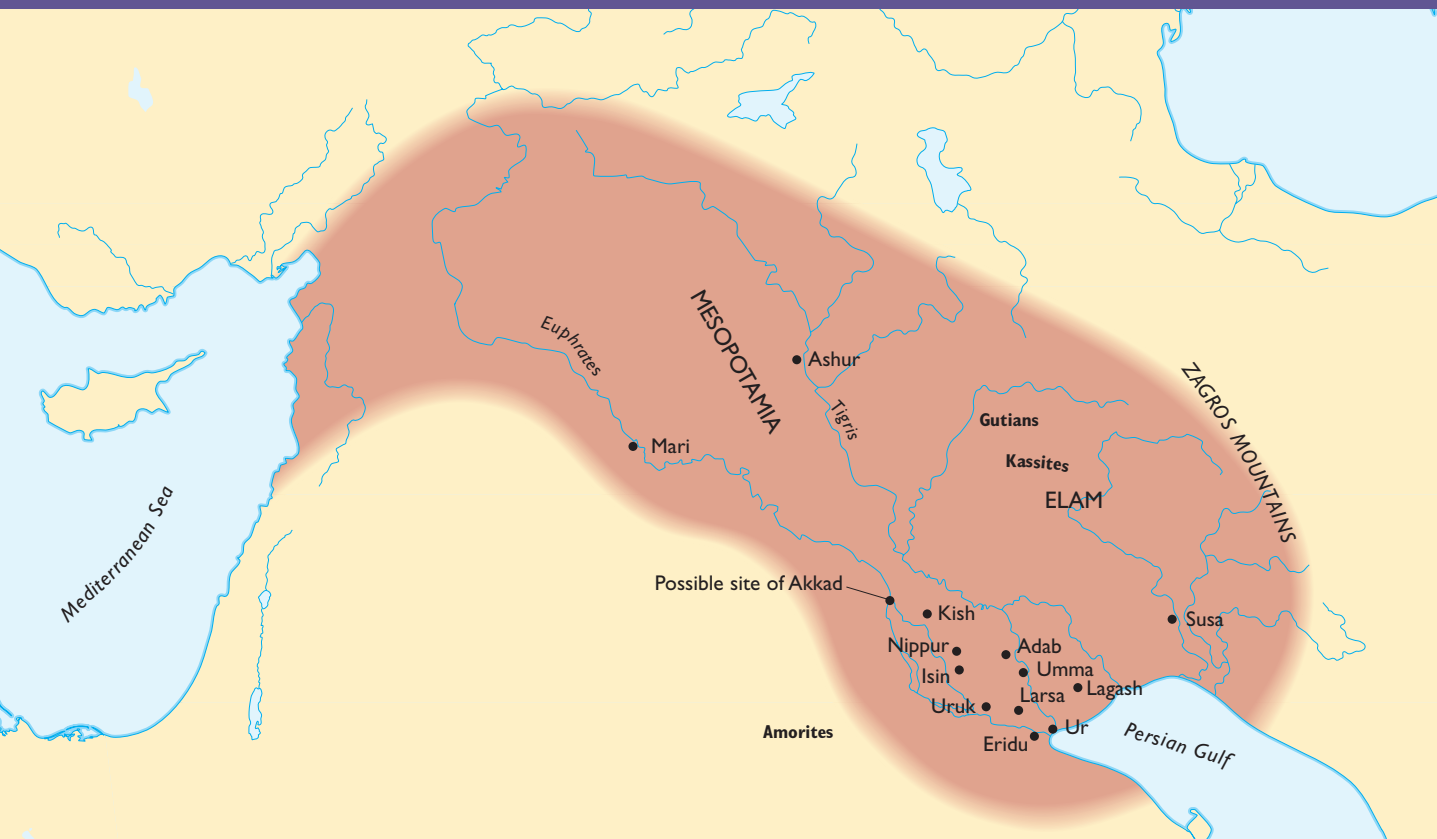 MESOPOTAMIA
Euphrates
Ashur
Tigris
Mari
Gutians
Kassites
ELAM
ZAGROS MOUNTAINS
Mediterranean Sea
Possible site of Akkad
Kish
Susa
Nippur
Adab
Isin
Umma
Lagash
Larsa
Uruk
Ur
Amorites
Eridu
Persian Gulf